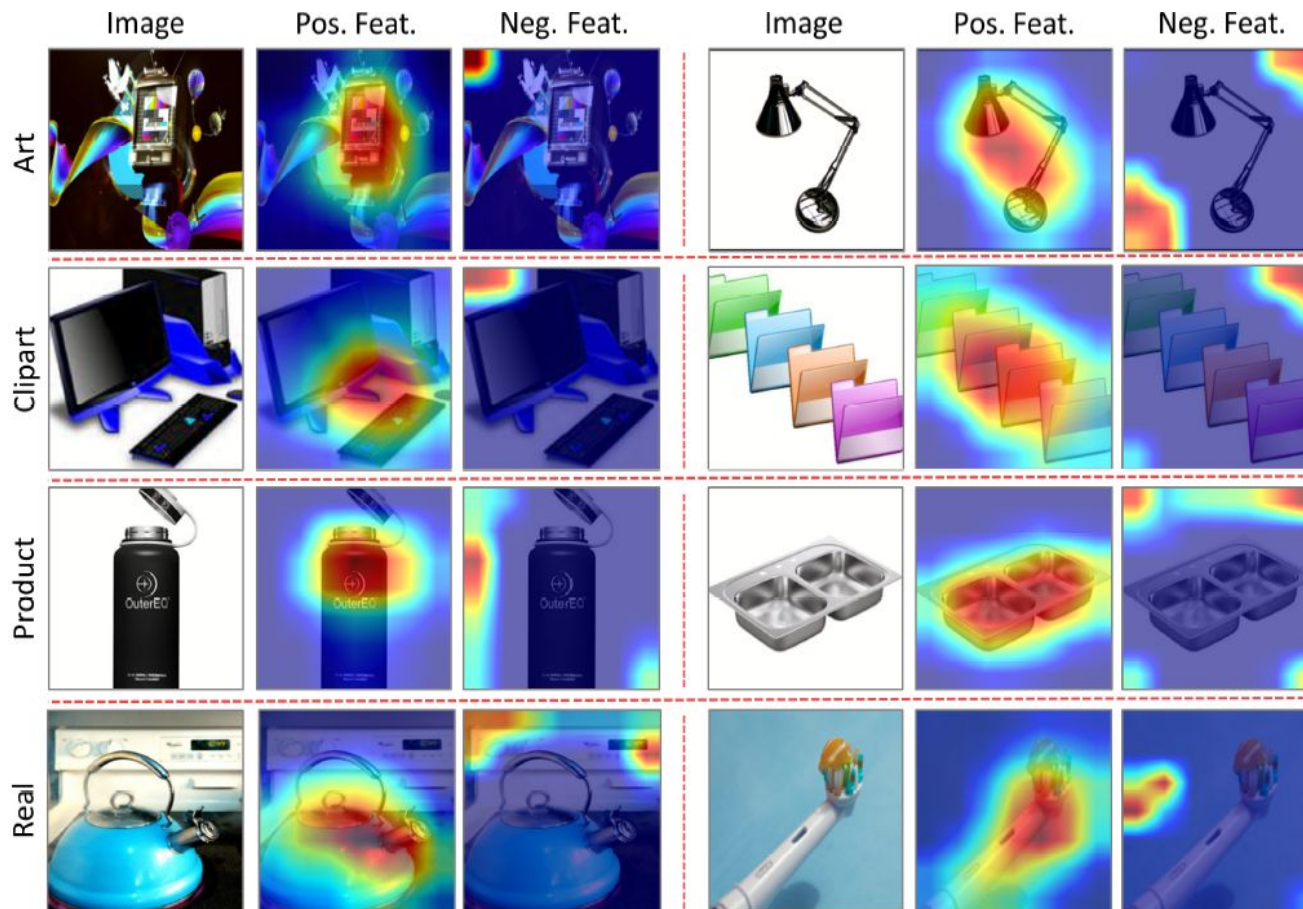 Image Pos. Feat. Neg. Feat. Image Pos. Feat. Neg. Feat.
Art
Clipart
Product
OuterEQ
OuterEQ
OuterEQ
Real